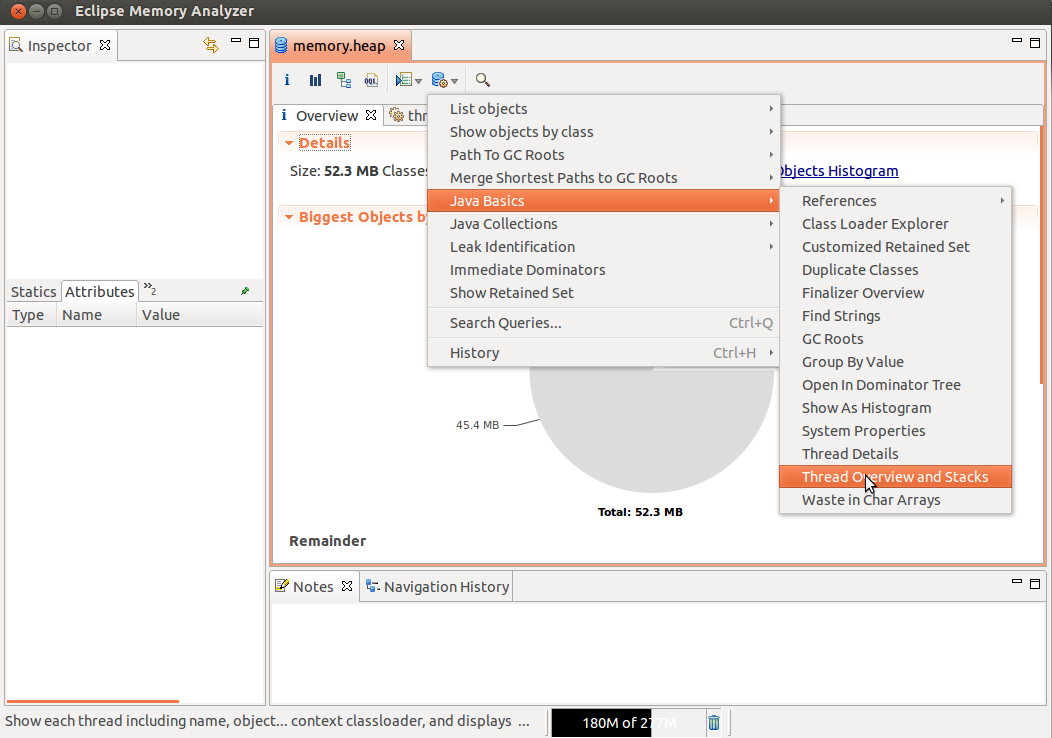 Eclipse Memory Analyzer
Inspector
memory.heap
OQL
i Overview
thr
Details
Size: 52.3 MB Classes
Objects Histogram
Biggest Objects by
List objects
Show objects by class
Path To GC Roots
Merge Shortest Paths to GC Roots
Java Basics
Java Collections
Leak Identification
Immediate Dominators
Show Retained Set
Search Queries... Ctrl+Q
History Ctrl+H
References
Class Loader Explorer
Customized Retained Set
Duplicate Classes
Finalizer Overview
Find Strings
GC Roots
Group By Value
Open In Dominator Tree
Show As Histogram
System Properties
Thread Details
Thread Overview and Stacks
Waste in Char Arrays
Statics Attributes »2
Type Name Value
45.4 MB
Total: 52.3 MB
Remainder
Notes Navigation History
Show each thread including name, object... context classloader, and displays ...
180M of 277M